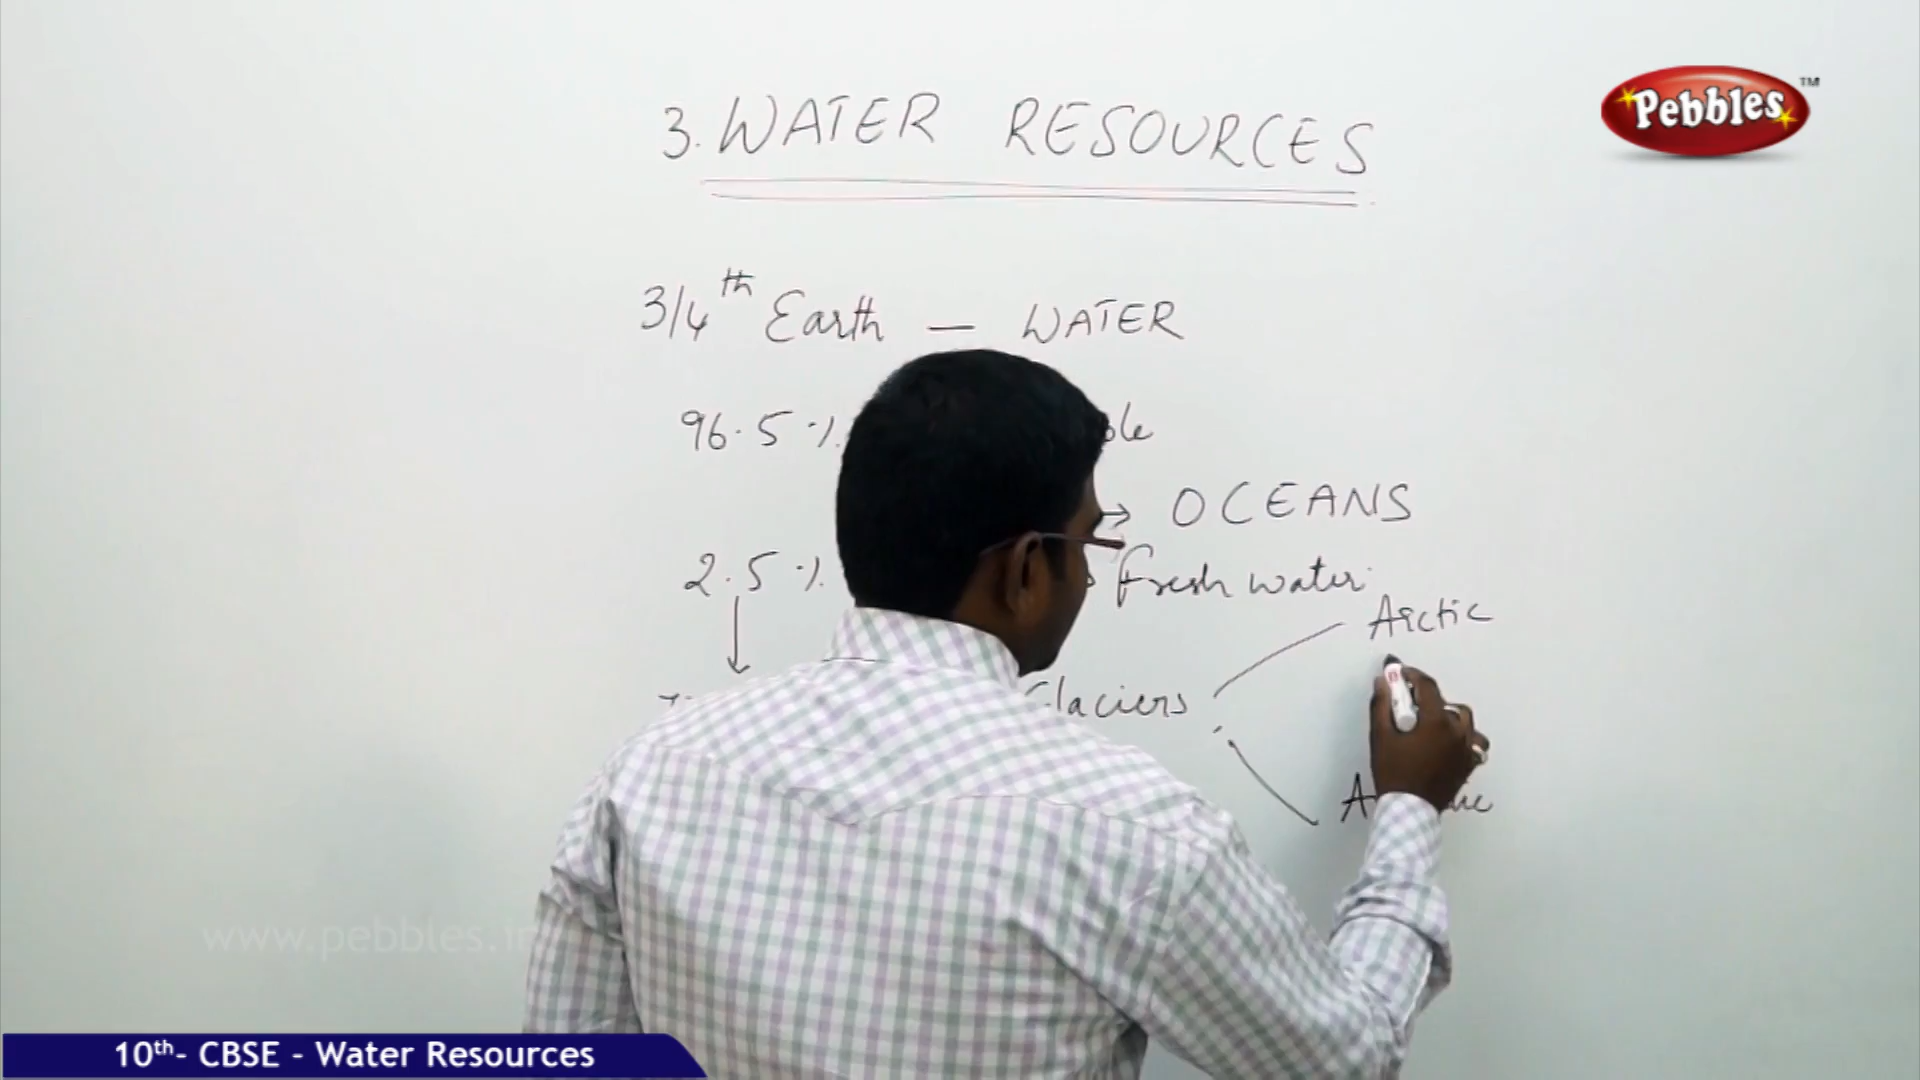 Pebbles™
3. WATER RESOURCES
3/4th Earth — WATER
96.5 %
→ OCEANS
2.5 % Fresh water
Arctic
Glaciers
www.pebbles.in
10th- CBSE - Water Resources